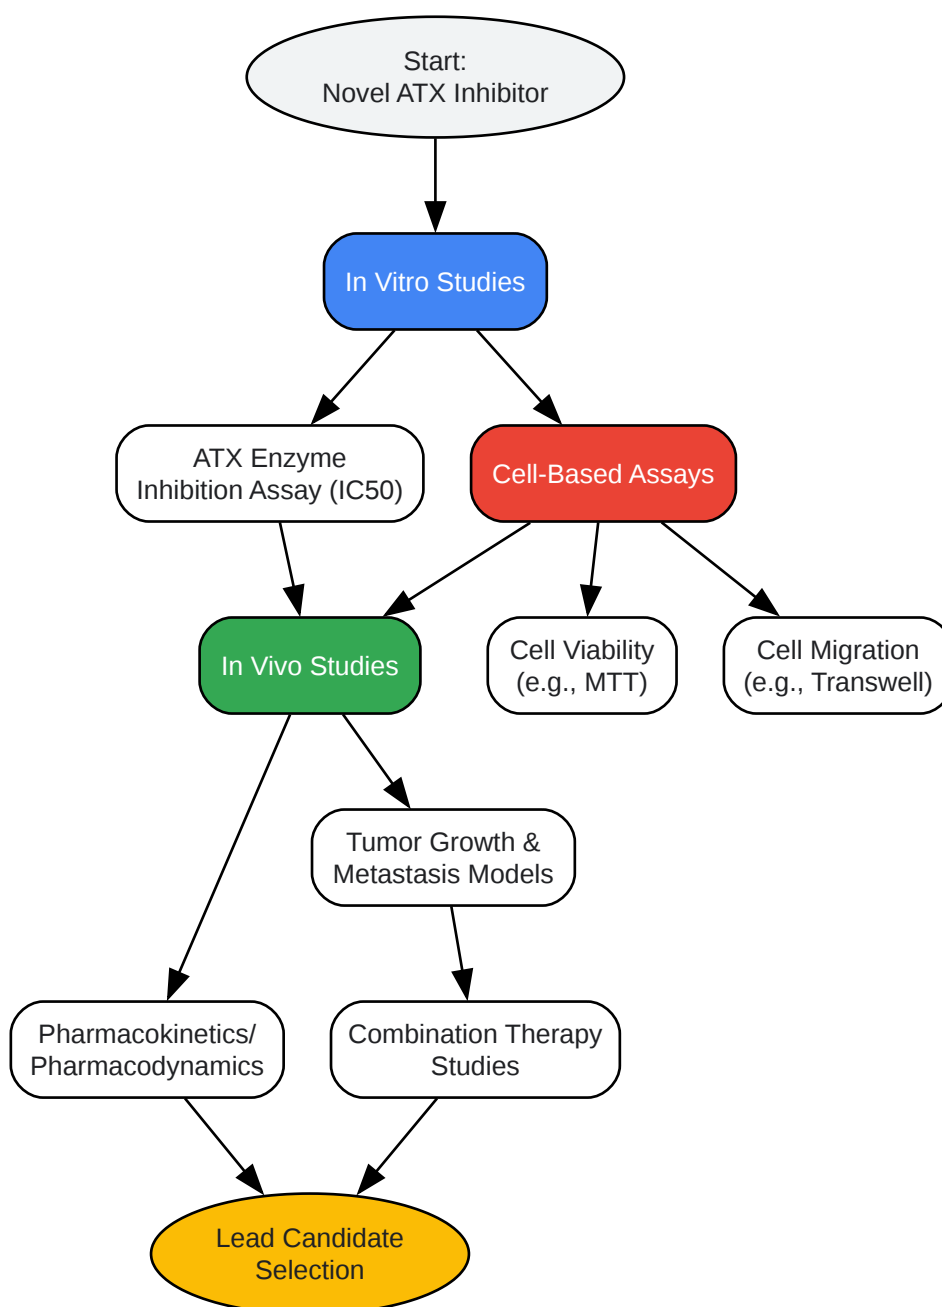 Start:
Novel ATX Inhibitor
In Vitro Studies
ATX Enzyme
Inhibition Assay (IC50)
Cell-Based Assays
In Vivo Studies
Cell Viability
(e.g., MTT)
Cell Migration
(e.g., Transwell)
Tumor Growth &
Metastasis Models
Pharmacokinetics/
Pharmacodynamics
Combination Therapy
Studies
Lead Candidate
Selection